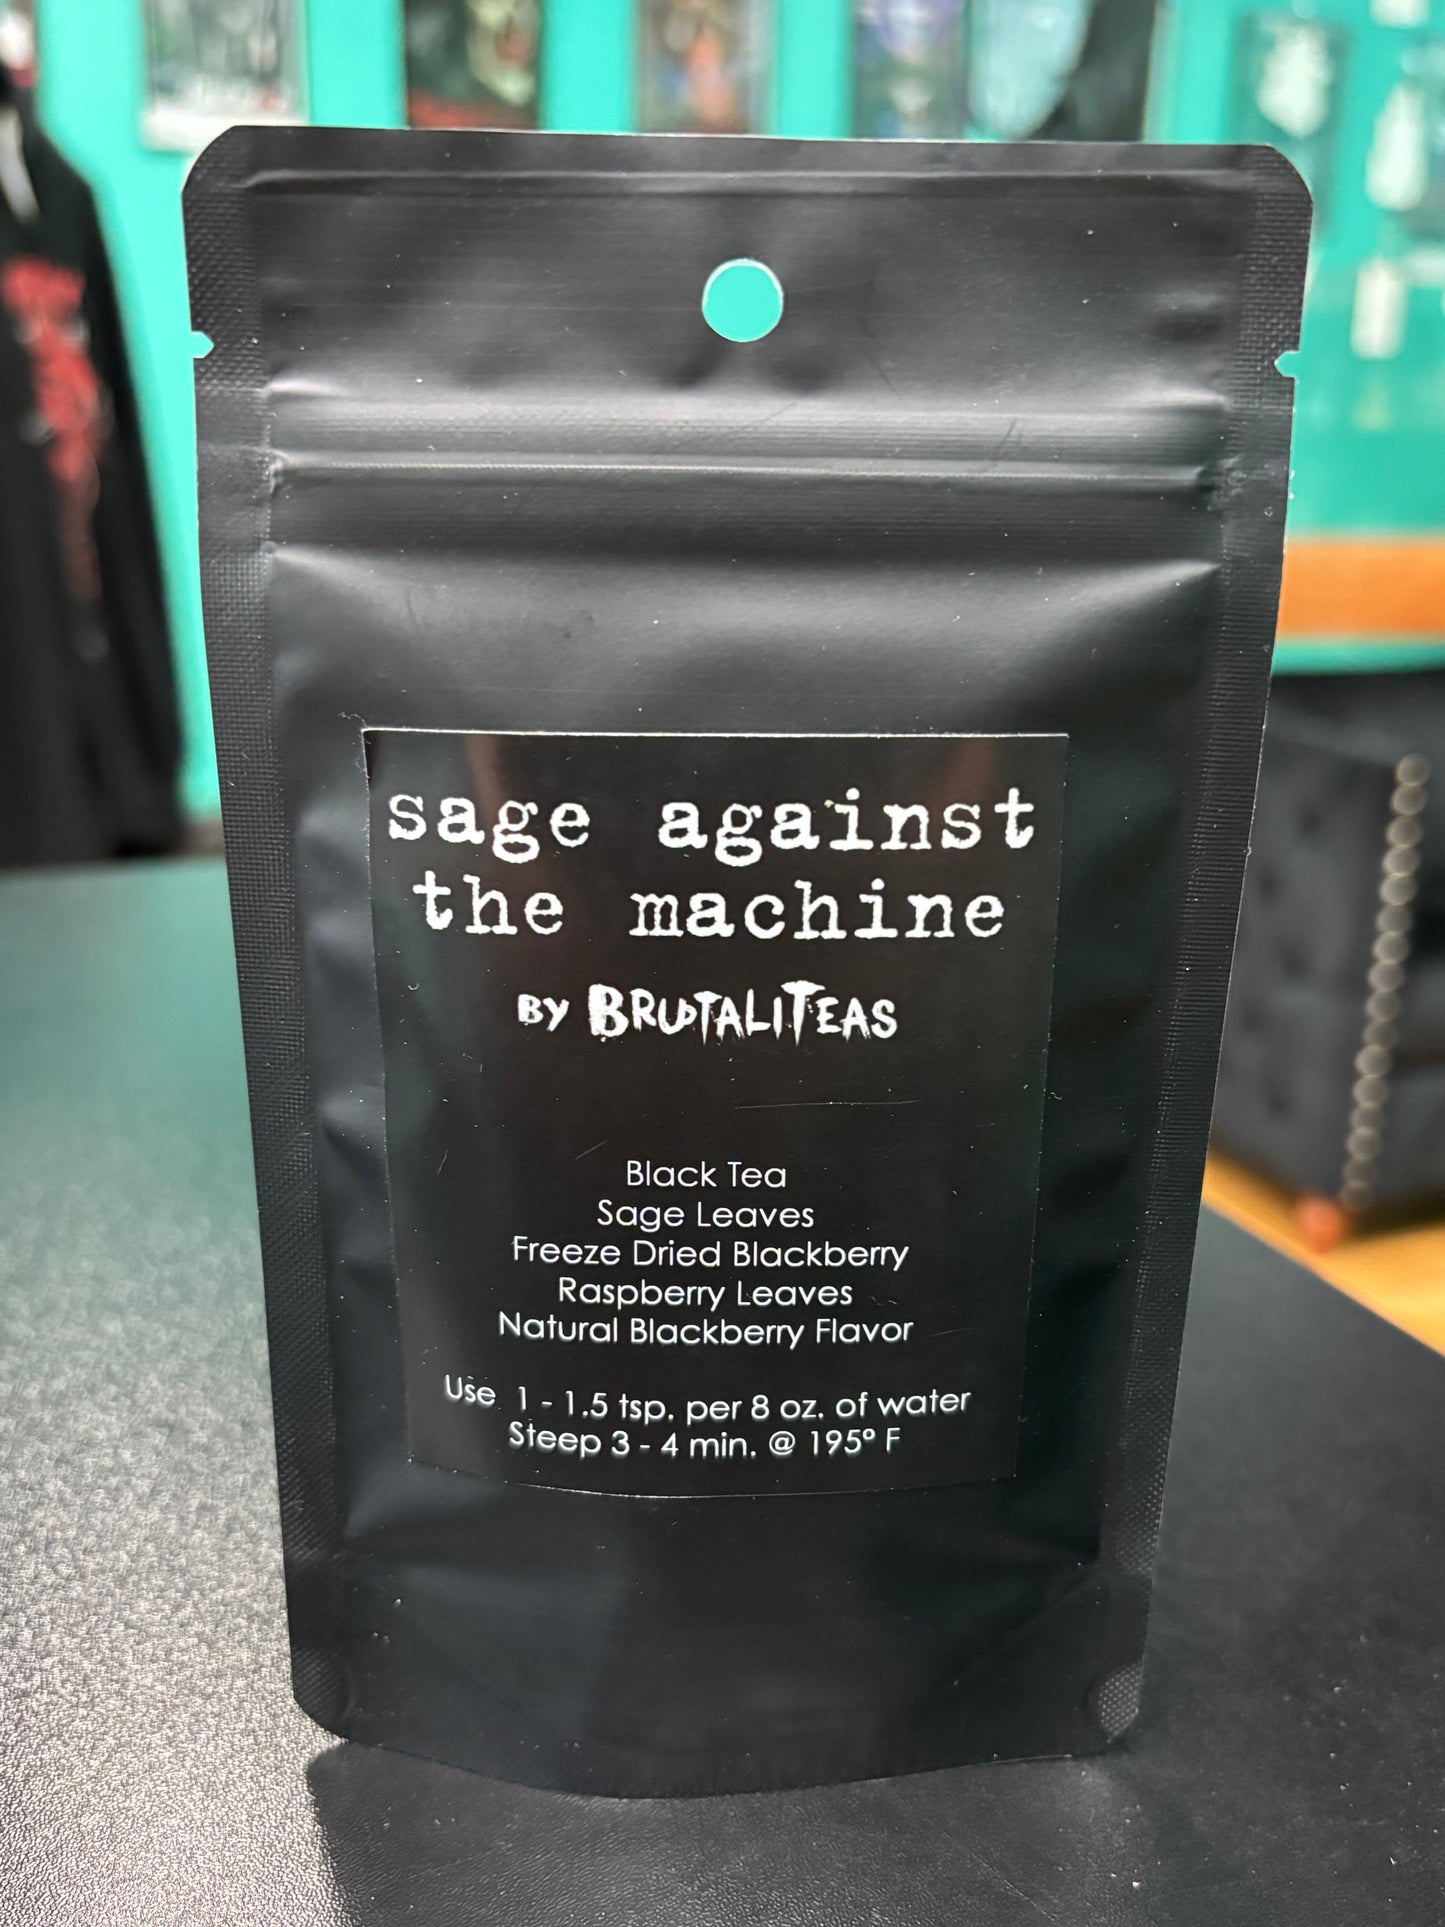 sage against
the machine
BY BRUTALITEAS
Black Tea
Sage Leaves
Freeze Dried Blackberry
Raspberry Leaves
Natural Blackberry Flavor
Use 1 - 1.5 tsp. per 8 oz. of water
Steep 3 - 4 min. @ 195º F